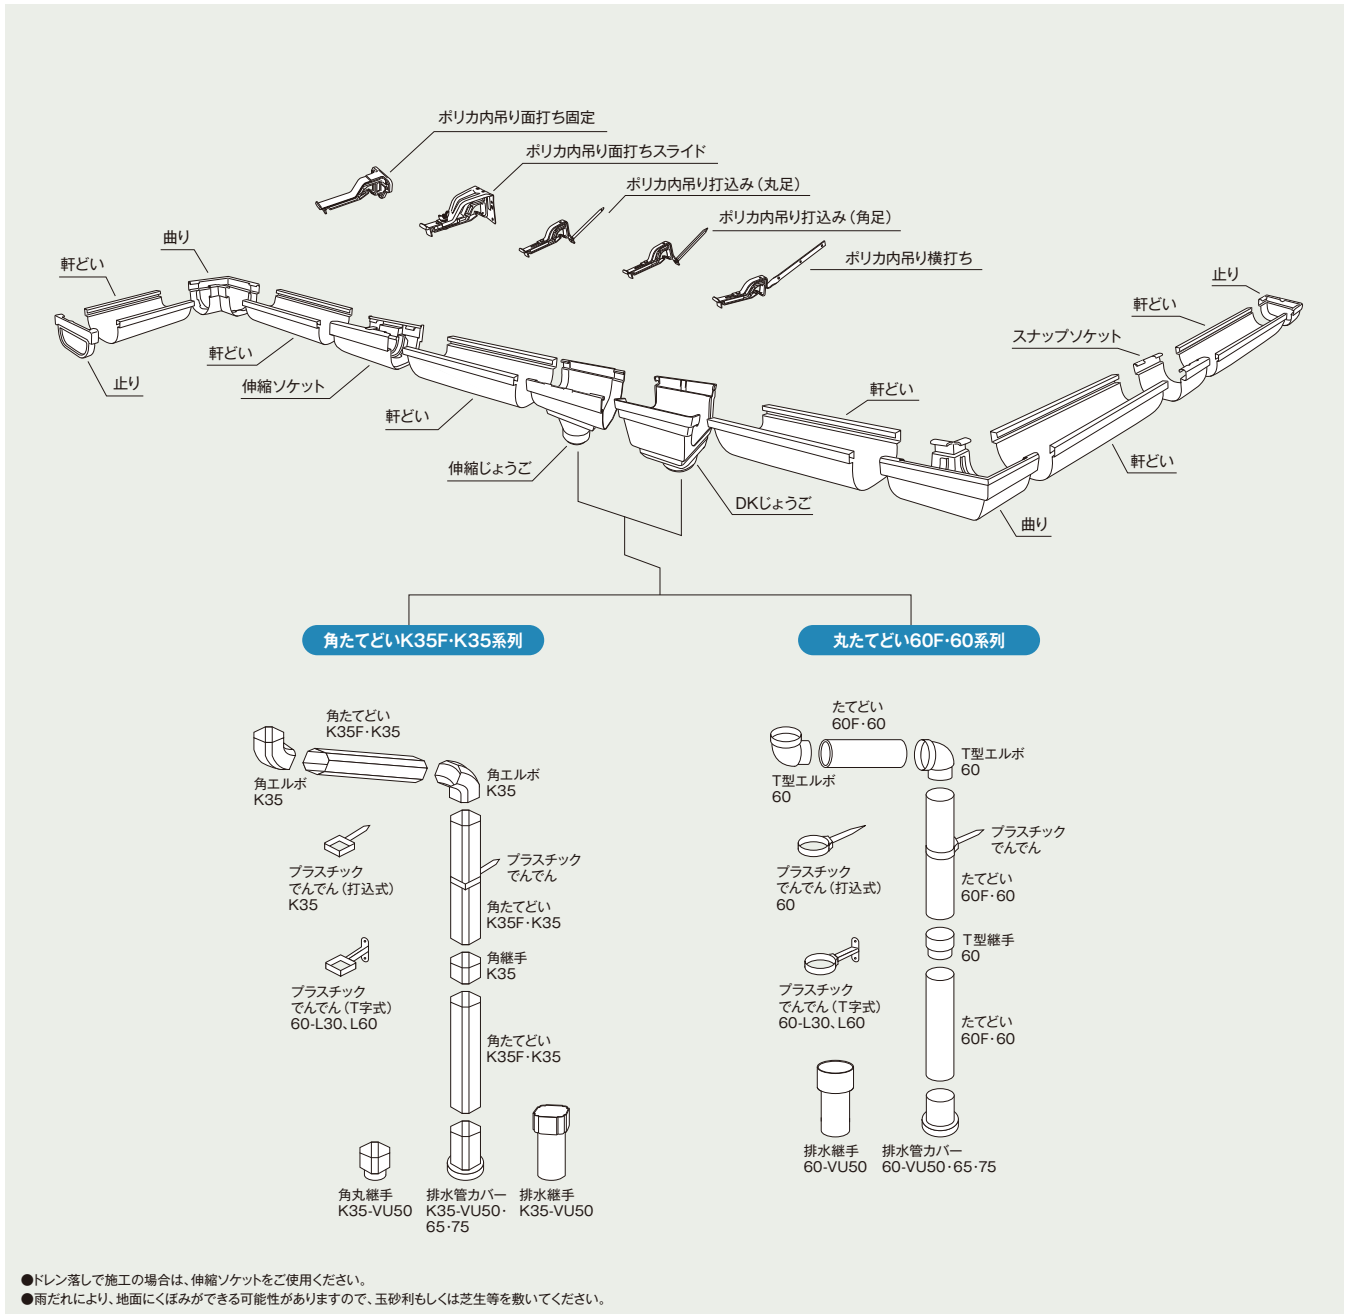 ポリカ内吊り面打ち固定
ポリカ内吊り面打ちスライド
ポリカ内吊り打込み（丸足）
ポリカ内吊り打込み（角足）
ポリカ内吊り横打ち
曲り
軒どい
止り
軒どい
伸縮ソケット
軒どい
伸縮じょうご
DKじょうご
軒どい
スナップソケット
軒どい
止り
軒どい
曲り
角たてどいK35F・K35系列
角たてどい
K35F・K35
角エルボ
K35
角エルボ
K35
プラスチック
でんでん（打込式）
K35
プラスチック
でんでん
角たてどい
K35F・K35
角継手
K35
プラスチック
でんでん（T字式）
60-L30、L60
角たてどい
K35F・K35
角丸継手
K35-VU50
排水管カバー
K35-VU50・
65・75
排水継手
K35-VU50
丸たてどい60F・60系列
たてどい
60F・60
T型エルボ
60
T型エルボ
60
プラスチック
でんでん（打込式）
60
プラスチック
でんでん
たてどい
60F・60
T型継手
60
プラスチック
でんでん（T字式）
60-L30、L60
たてどい
60F・60
排水継手
60-VU50
排水管カバー
60-VU50・65・75
●ドレン落しで施工の場合は、伸縮ソケットをご使用ください。
●雨だれにより、地面にくぼみができる可能性がありますので、玉砂利もしくは芝生等を敷いてください。